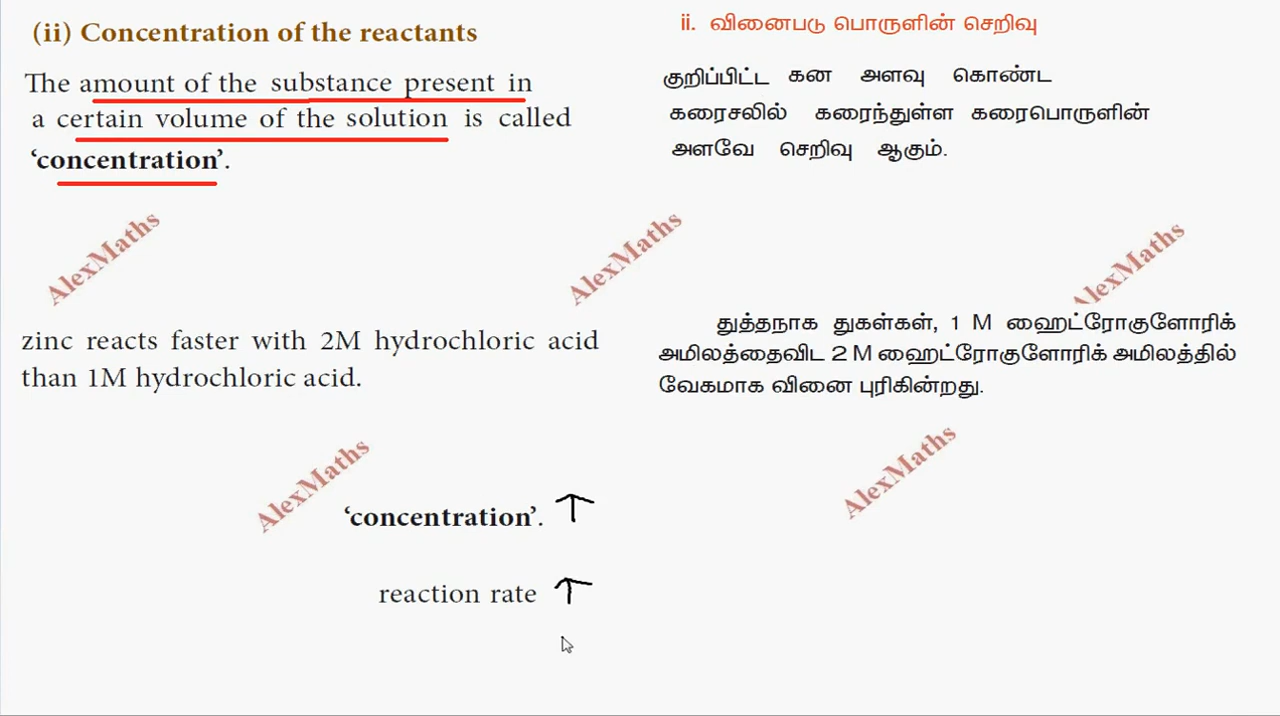 (ii) Concentration of the reactants
The amount of the substance present in
a certain volume of the solution is called
‘concentration’.
ii. வினைபடு பொருளின் செறிவு
குறிப்பிட்ட கன அளவு கொண்ட
கரைசலில் கரைந்துள்ள கரைபொருளின்
அளவே செறிவு ஆகும்.
AlexMaths
AlexMaths
AlexMaths
zinc reacts faster with 2M hydrochloric acid
than 1M hydrochloric acid.
துத்தநாக துகள்கள், 1 M ஹைட்ரோகுளோரிக்
அமிலத்தைவிட 2 M ஹைட்ரோகுளோரிக் அமிலத்தில்
வேகமாக வினை புரிகின்றது.
AlexMaths
AlexMaths
‘concentration’. ↑
reaction rate ↑